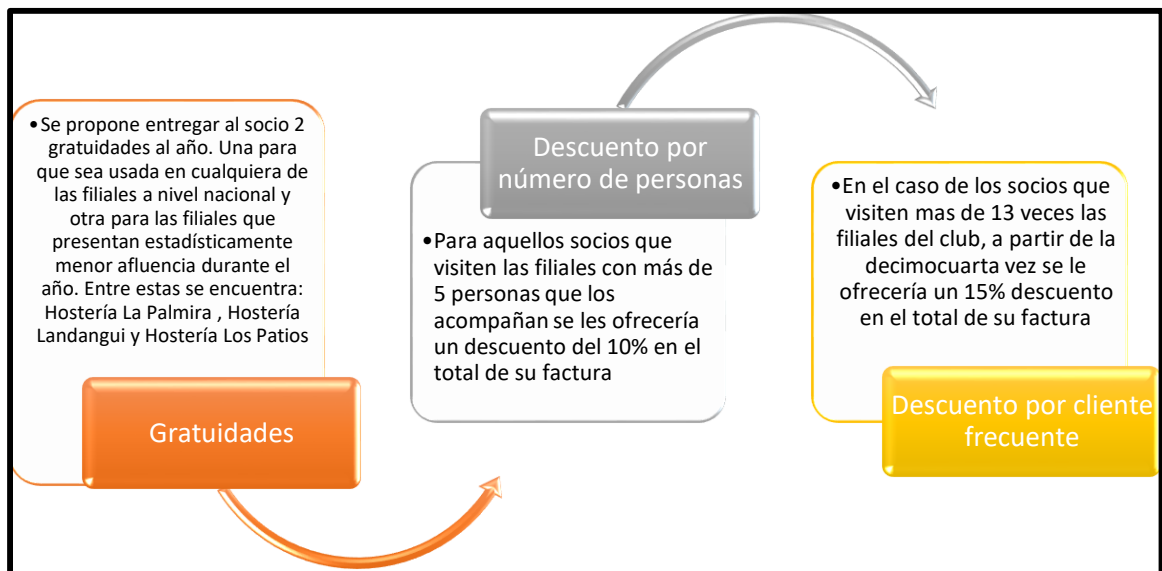 •Se propone entregar al socio 2
gratuidades al año. Una para
que sea usada en cualquiera de
las filiales a nivel nacional y
otra para las filiales que
presentan estadísticamente
menor afluencia durante el
año. Entre estas se encuentra:
Hostería La Palmira , Hostería
Landangui y Hostería Los Patios
Gratuidades
Descuento por
número de personas
•Para aquellos socios que
visiten las filiales con más de
5 personas que los
acompañan se les ofrecería
un descuento del 10% en el
total de su factura
•En el caso de los socios que
visiten mas de 13 veces las
filiales del club, a partir de la
decimocuarta vez se le
ofrecería un 15% descuento
en el total de su factura
Descuento por cliente
frecuente